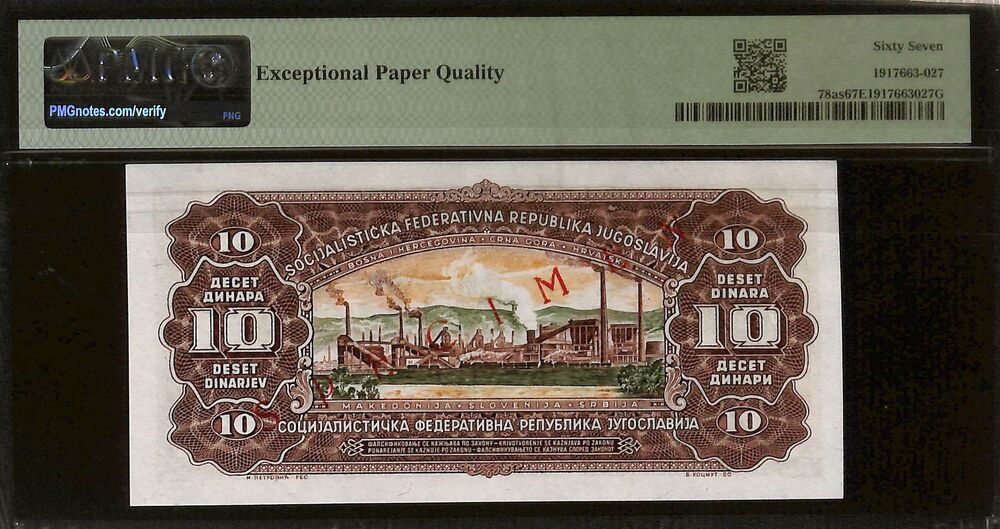 PMG
PMGnotes.com/verify
PNG
Exceptional Paper Quality
Sixty Seven
1917663-027
78as67E1917663027G
SOCIJALISTIČKA FEDERATIVNA REPUBLIKA JUGOSLAVIJA
BOSNA I HERCEGOVINA • CRNA GORA • HRVATSKA
10
10
ДЕСЕТ
ДИНАРА
DESET
DINARA
10
10
DESET
DINARJEV
ДЕСЕТ
ДИНАРИ
10
10
SPECIMEN
MAKEDONIJA • SLOVENIJA • SRBIJA
СОЦИЈАЛИСТИЧКА ФЕДЕРАТИВНА РЕПУБЛИКА ЈУГОСЛАВИЈА
ФАЛСИФИКОВАЊЕ СЕ КАЖЊАВА ПО ЗАКОНУ — KRIVOTVORENJE SE KAŽNJAVA PO ZAKONU
PONAREJANJE SE KAZNUJE PO ZAKONU – ФАЛСИФИКУВАЊЕТО СЕ КАЗНУВА СПОРЕД ЗАКОНОТ
Б. КОЦМУТ